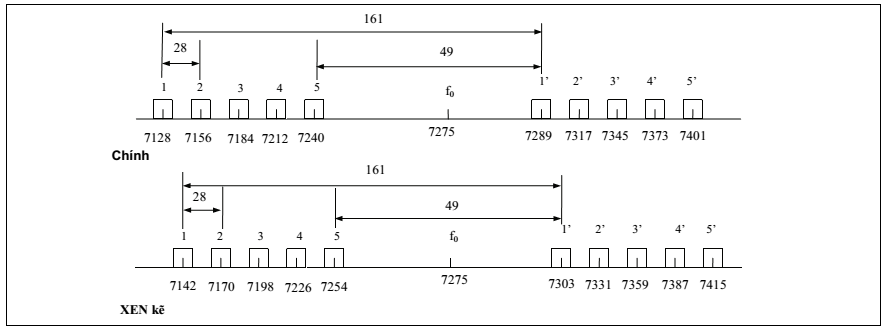 161
28
49
1 2 3 4 5 f₀ 1’ 2’ 3’ 4’ 5’
7128 7156 7184 7212 7240 7275 7289 7317 7345 7373 7401
Chính
161
28
49
1 2 3 4 5 f₀ 1’ 2’ 3’ 4’ 5’
7142 7170 7198 7226 7254 7275 7303 7331 7359 7387 7415
XEN kẽ